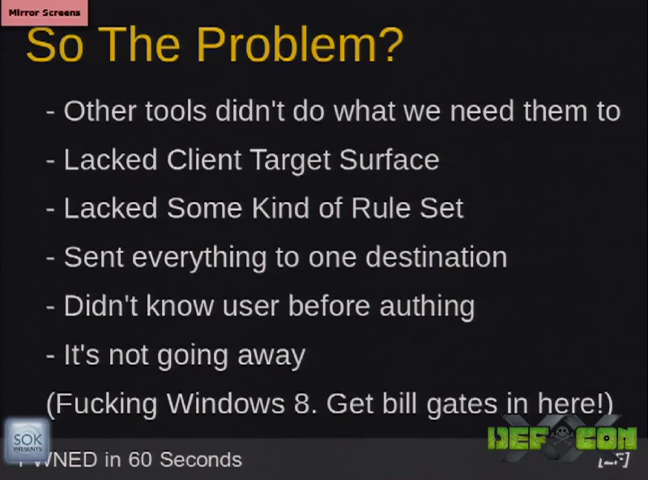 Mirror Screens
So The Problem?
- Other tools didn't do what we need them to
- Lacked Client Target Surface
- Lacked Some Kind of Rule Set
- Sent everything to one destination
- Didn't know user before authing
- It's not going away
(Fucking Windows 8. Get bill gates in here!)
DEF CON
SOK
PRESENTS
PWNED in 60 Seconds